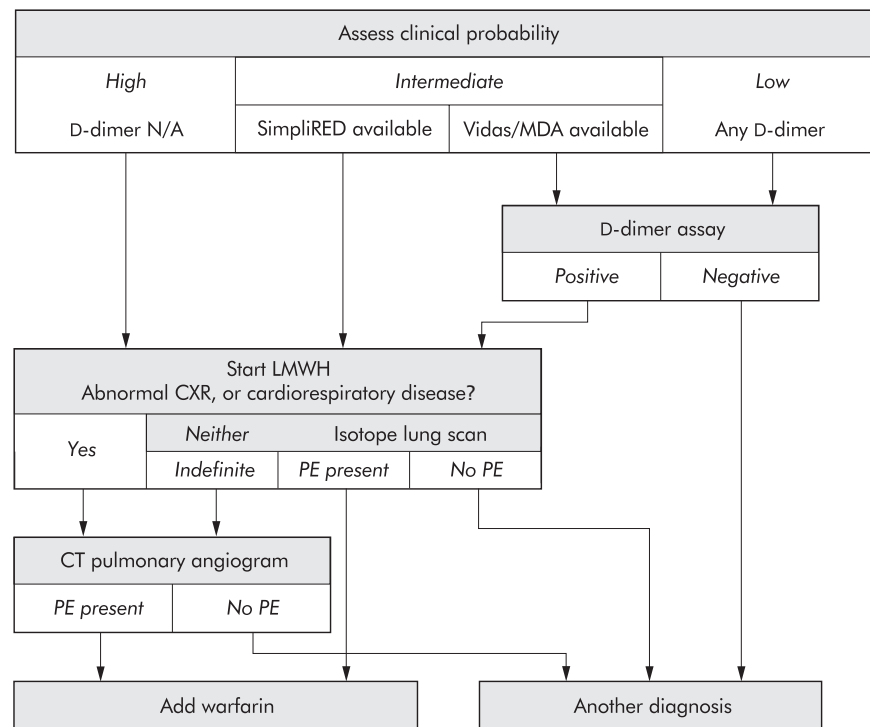 Assess clinical probability
High
Intermediate
Low
D-dimer N/A
SimpliRED available
Vidas/MDA available
Any D-dimer
D-dimer assay
Positive
Negative
Start LMWH
Abnormal CXR, or cardiorespiratory disease?
Yes
Neither
Isotope lung scan
Indefinite
PE present
No PE
CT pulmonary angiogram
PE present
No PE
Add warfarin
Another diagnosis